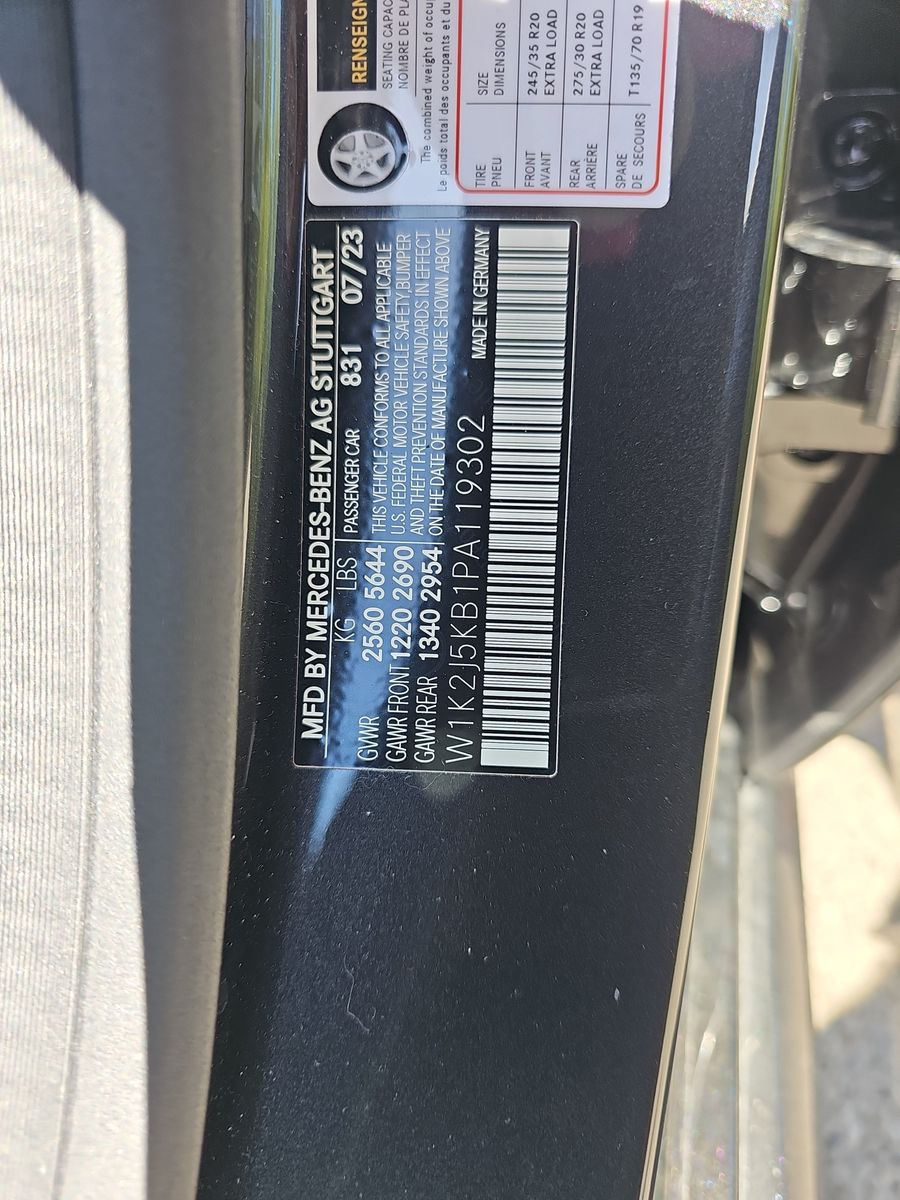 RENSEIGN
SEATING CAPAC
NOMBRE DE PLA
The combined weight of occup
Le poids total des occupants et du
TIRE SIZE
PNEU DIMENSIONS
FRONT 245/35 R20
AVANT EXTRA LOAD
REAR 275/30 R20
ARRIÈRE EXTRA LOAD
SPARE T135/70 R19
DE SECOURS
MFD BY MERCEDES-BENZ AG STUTTGART
KG LBS PASSENGER CAR 831 07/23
GVWR 2560 5644
GAWR FRONT 1220 2690
GAWR REAR 1340 2954
THIS VEHICLE CONFORMS TO ALL APPLICABLE
U.S. FEDERAL MOTOR VEHICLE SAFETY,BUMPER
AND THEFT PREVENTION STANDARDS IN EFFECT
ON THE DATE OF MANUFACTURE SHOWN ABOVE
W1K2J5KB1PA119302 MADE IN GERMANY